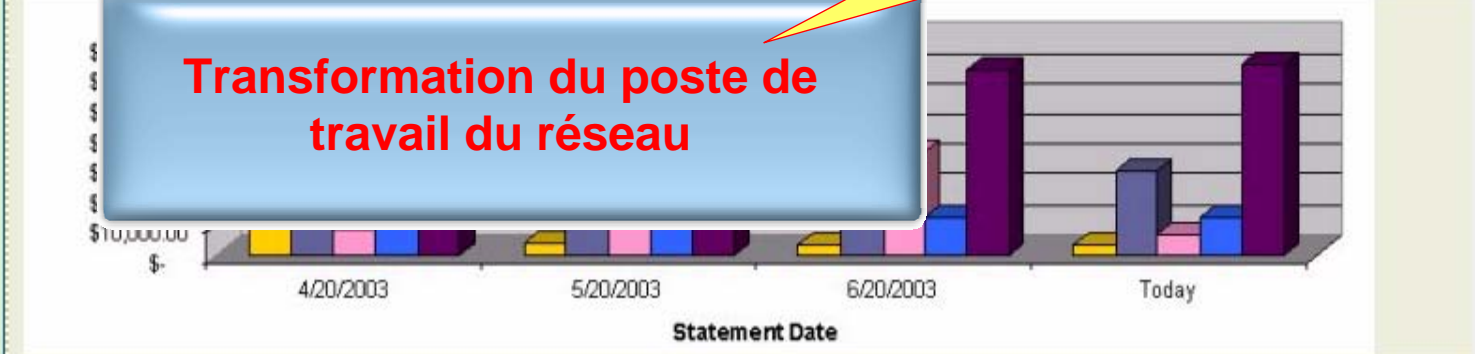 Transformation du poste de
travail du réseau
$
$
$
$
$
$
$10,000.00
$-
4/20/2003
5/20/2003
6/20/2003
Today
Statement Date